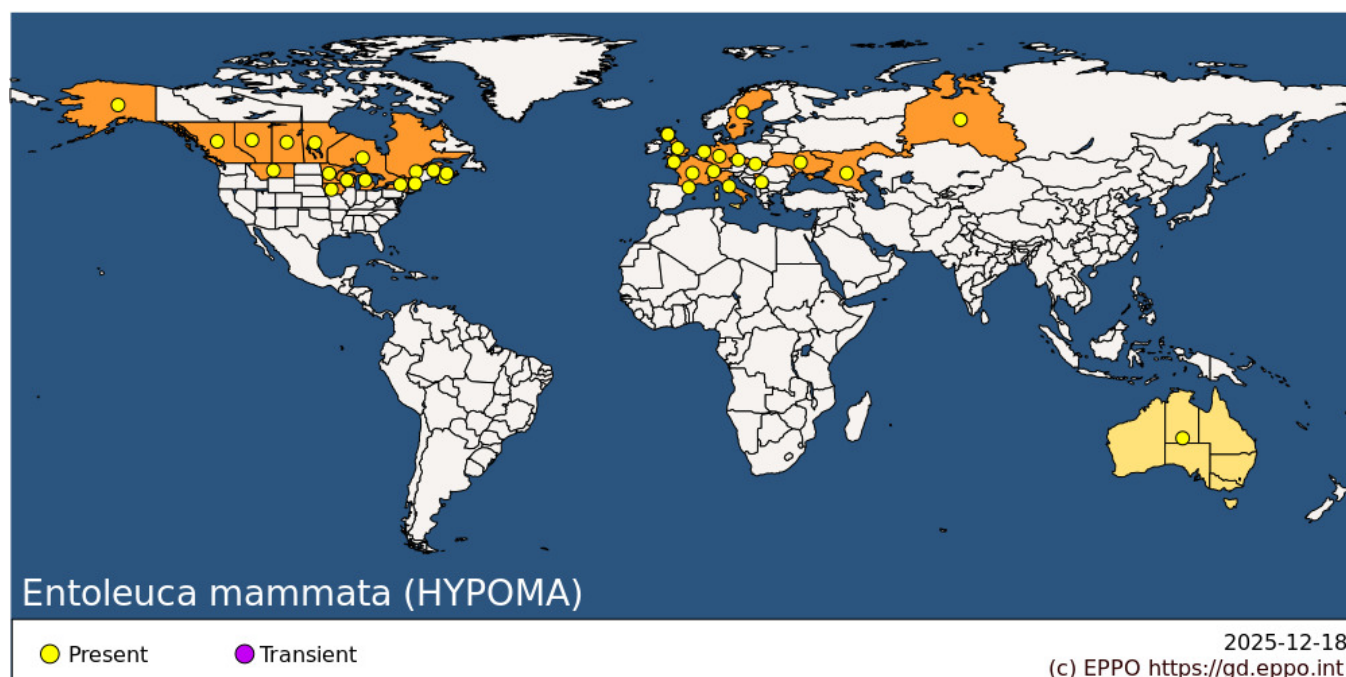 Entoleuca mammata (HYPOMA)
Present
Transient
2025-12-18
(c) EPPO https://gd.eppo.int